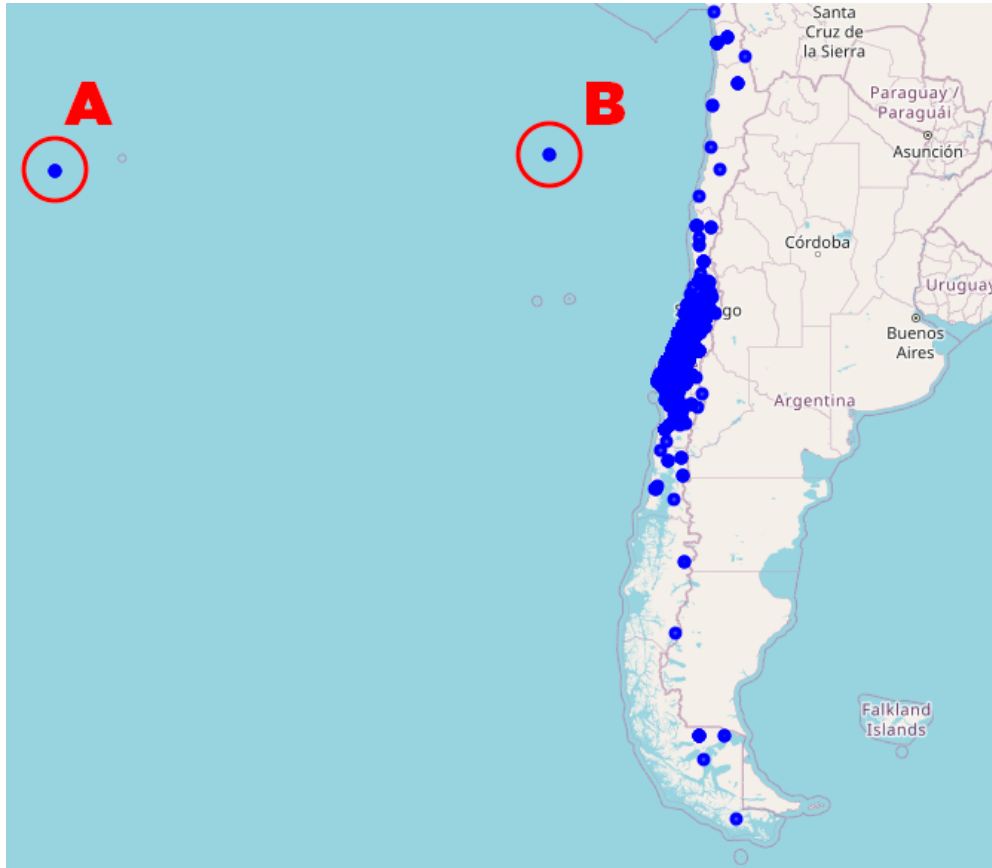 A
B
Santa
Cruz de
la Sierra
Paraguay /
Paraguái
Asunción
Córdoba
Uruguay
Buenos
Aires
Argentina
Falkland
Islands